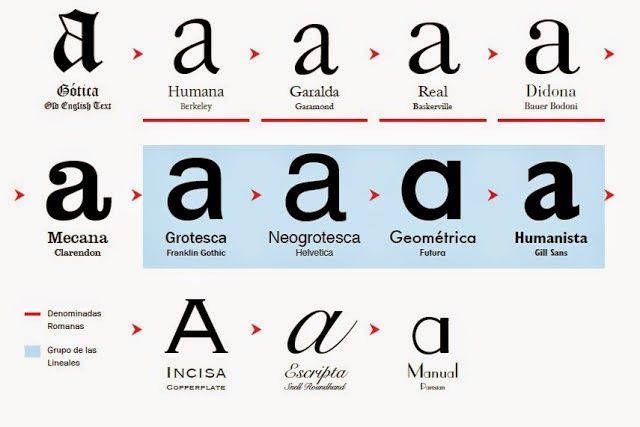 a a a a a
Gótica Humana Garalda Real Didona
Old English Text Berkeley Garamond Baskerville Bauer Bodoni
a a a a a
Mecana Grotesca Neogrotesca Geométrica Humanista
Clarendon Franklin Gothic Helvetica Futura Gill Sans
Denominadas
Romanas
Grupo de las
Lineales
A a a
Incisa Escripta Manual
Copperplate Snell Roundhand Parisian